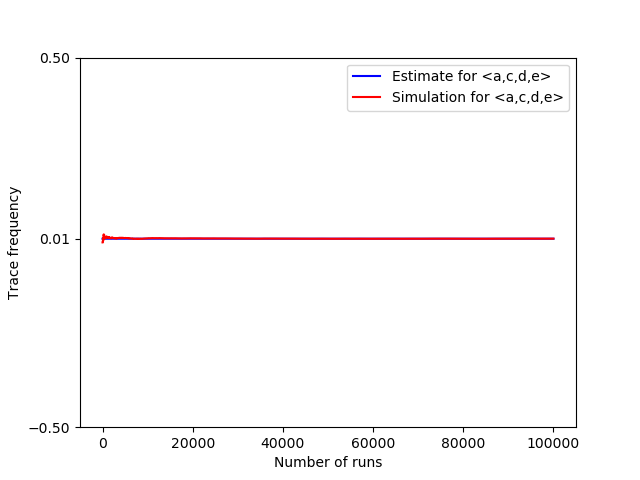 0.50
Estimate for <a,c,d,e>
Simulation for <a,c,d,e>
Trace frequency
0.01
−0.50
0 20000 40000 60000 80000 100000
Number of runs